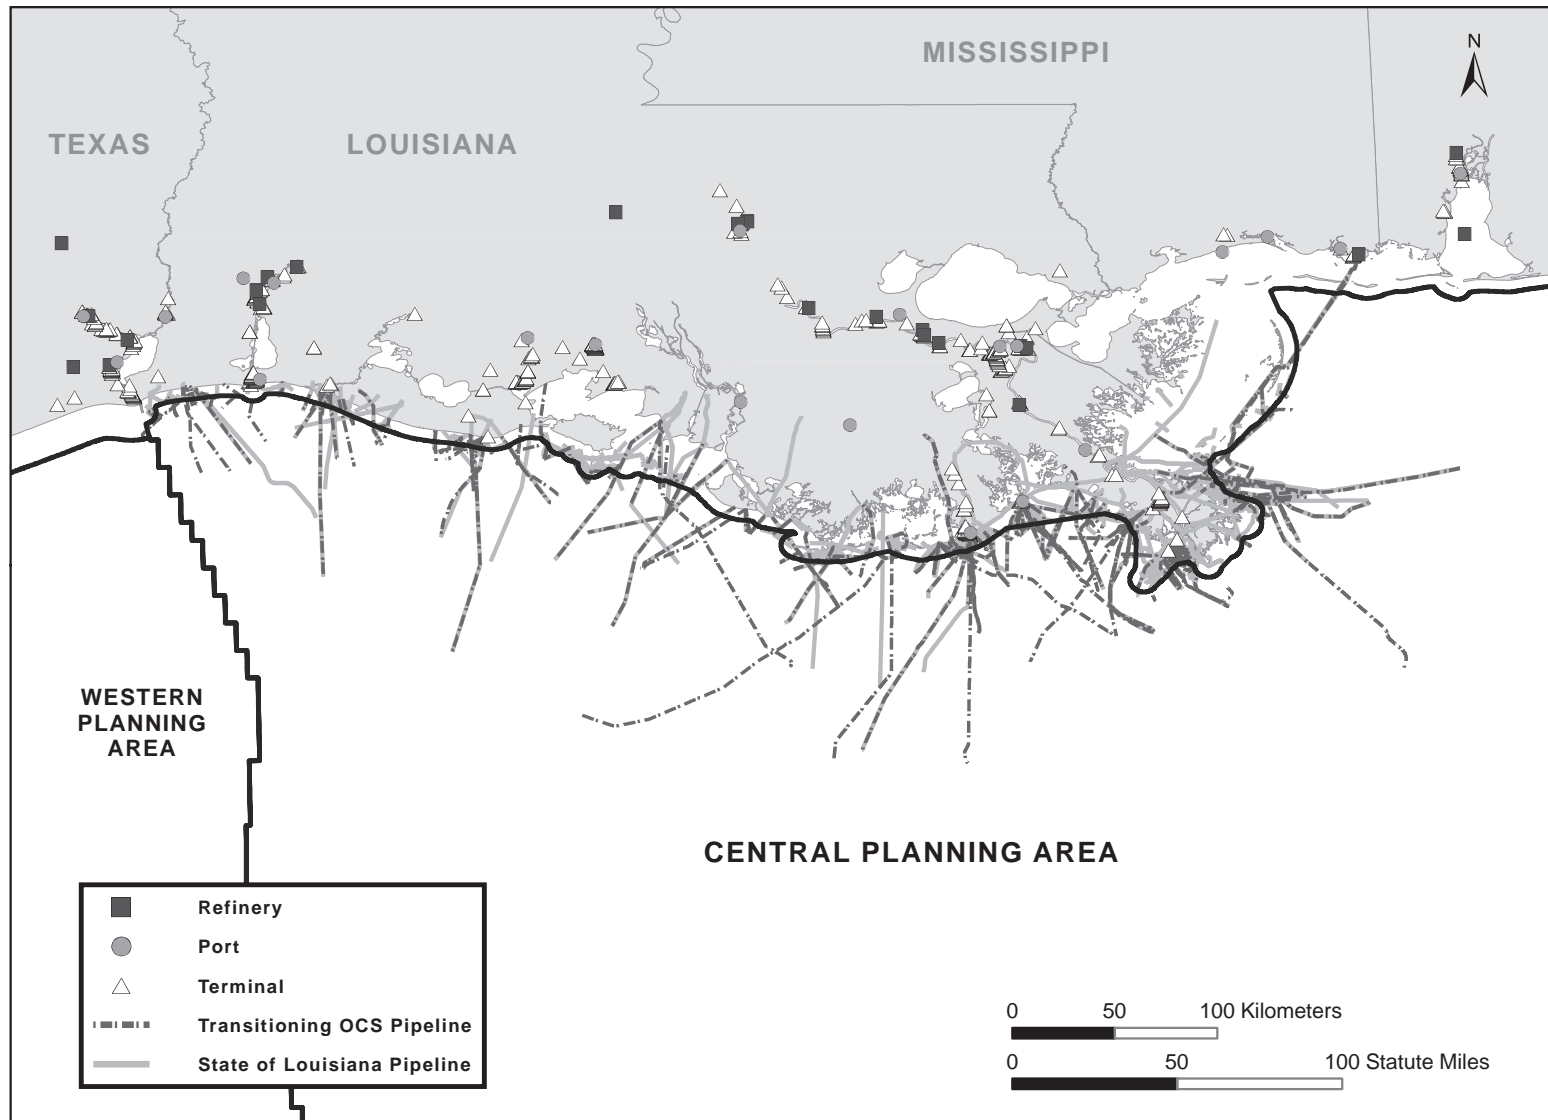 MISSISSIPPI
N
TEXAS
LOUISIANA
WESTERN
PLANNING
AREA
CENTRAL PLANNING AREA
Refinery
Port
Terminal
Transitioning OCS Pipeline
State of Louisiana Pipeline
0 50 100 Kilometers
0 50 100 Statute Miles